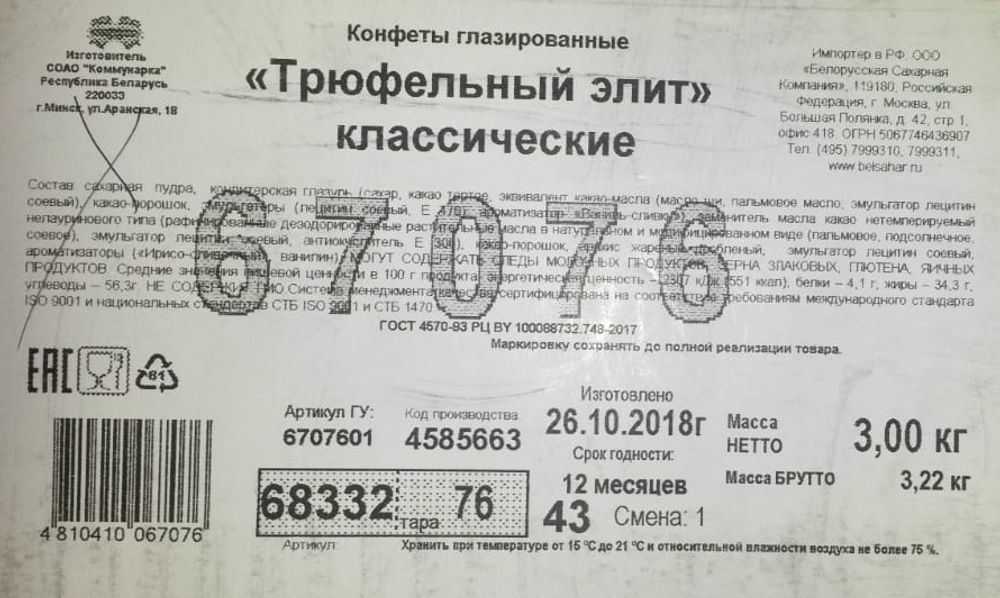 Изготовитель
СОАО "Коммунарка"
Республика Беларусь
220033
г.Минск, ул.Аранская, 18
Конфеты глазированные
«Трюфельный элит»
классические
Импортер в РФ: ООО
«Белорусская Сахарная
Компания», 119180, Российская
Федерация, г. Москва, ул.
Большая Полянка, д. 42, стр.1,
офис 418. ОГРН 5067746436907
Тел. (495) 7999310, 7999311,
www.belsahar.ru
067076
Состав сахарная пудра, кондитерская глазурь (сахар, какао тертое, эквивалент какао-масла (масло ши, пальмовое масло, эмульгатор лецитин
соевый), какао-порошок, эмульгаторы (лецитин соевый, Е 476), ароматизатор «Ваниль-сливки»), заменитель масла какао нетемперируемый
нелауринового типа (рафинированные дезодорированные растительные масла в натуральном и модифицированном виде (пальмовое, подсолнечное,
соевое), эмульгатор лецитин соевый, антиокислитель Е 306), какао-порошок, арахис жареный дробленый, эмульгатор лецитин соевый,
ароматизаторы («Ирисо-сливочный», ванилин) МОГУТ СОДЕРЖАТЬ СЛЕДЫ МОЛОЧНЫХ ПРОДУКТОВ, ЗЕРНА ЗЛАКОВЫХ, ГЛЮТЕНА, ЯИЧНЫХ
ПРОДУКТОВ. Средние значения пищевой ценности в 100 г продукта: энергетическая ценность – 2307 кДж (551 ккал), белки – 4,1 г, жиры – 34,3 г,
углеводы – 56,3г. НЕ СОДЕРЖИТ ГМО Система менеджмента качества сертифицирована на соответствие требованиям международного стандарта
ISO 9001 и национальных стандартов СТБ ISO 9001 и СТБ 1470
ГОСТ 4570-93 РЦ BY 100088732.748-2017
Маркировку сохранять до полной реализации товара.
EAC
81
Артикул ГУ:
6707601
Код производства
4585663
Изготовлено
26.10.2018г
Срок годности:
12 месяцев
Масса
НЕТТО
3,00 кг
Масса БРУТТО
3,22 кг
68332 тара 76
43 Смена: 1
4 810410 067076
Артикул:
Хранить при температуре от 15 °С до 21 °С и относительной влажности воздуха не более 75 %.